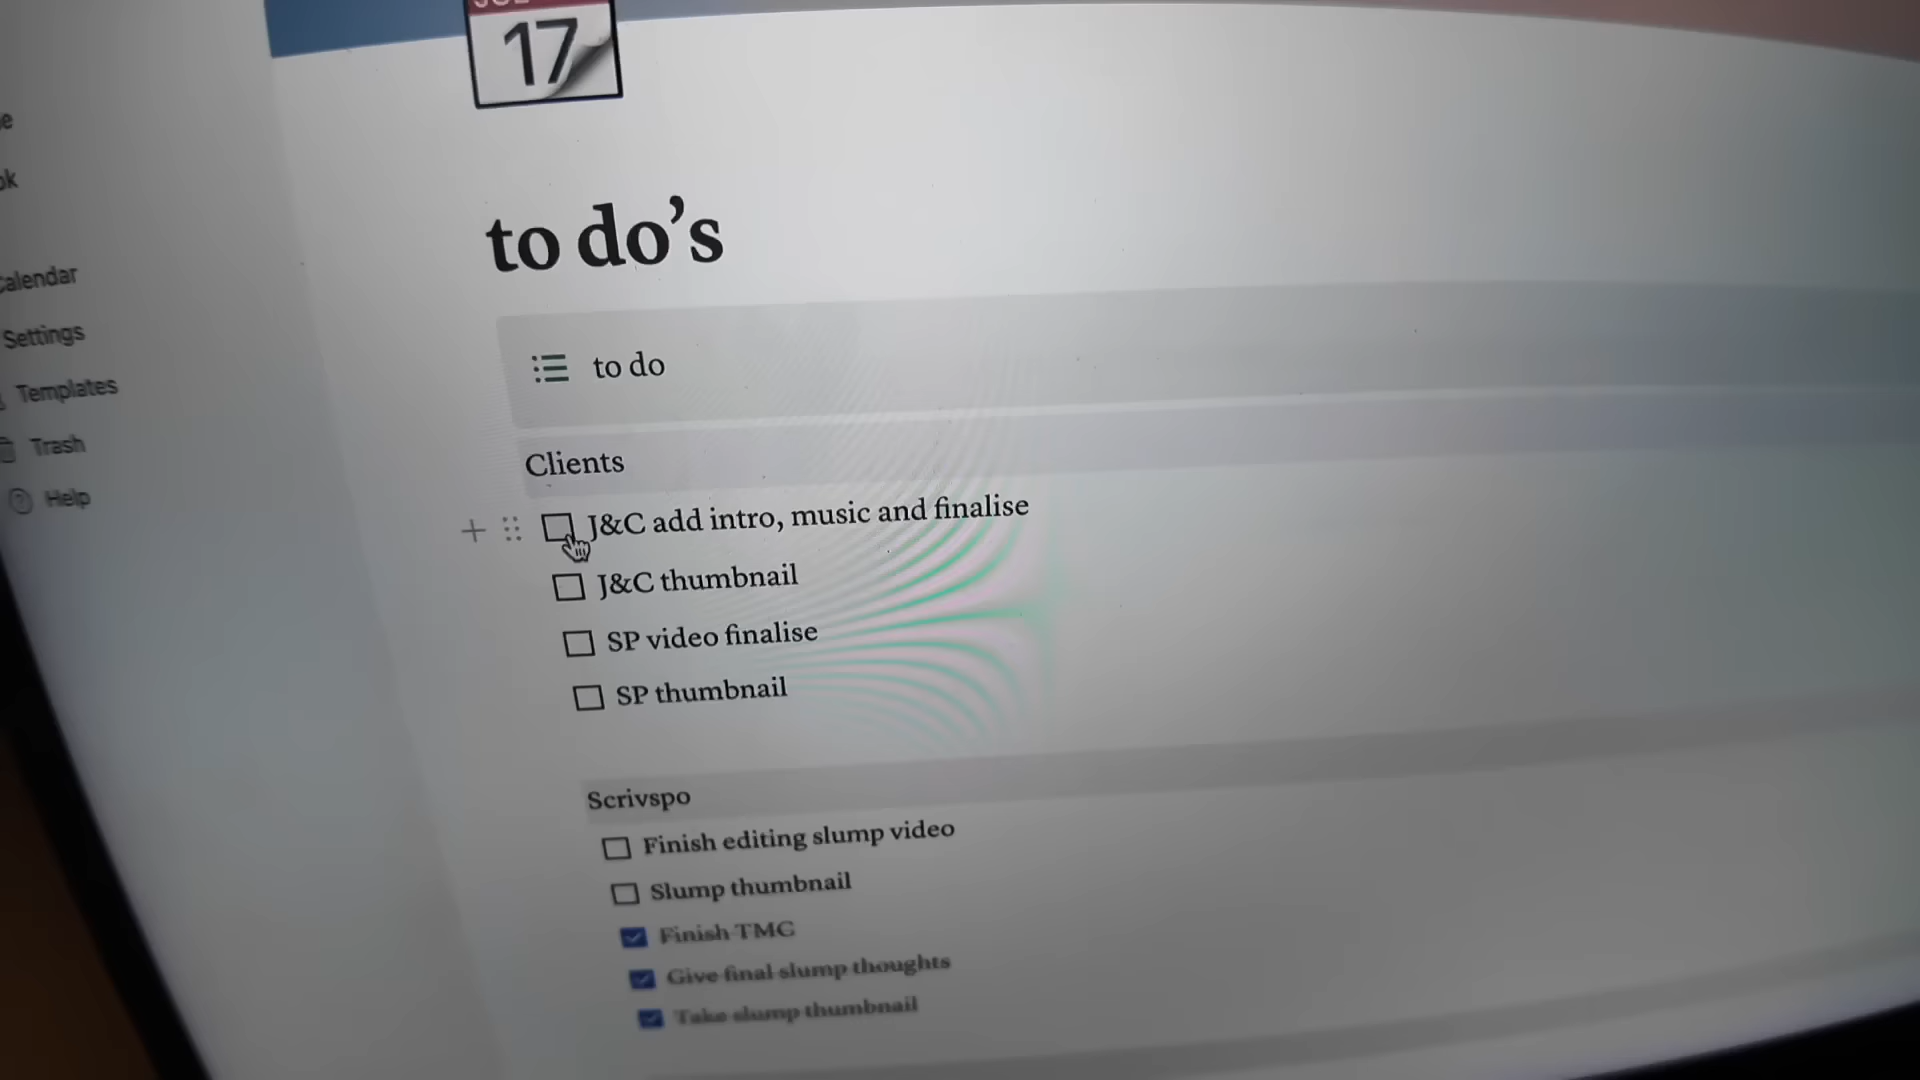 17
to do's
to do
Clients
J&C add intro, music and finalise
J&C thumbnail
SP video finalise
SP thumbnail
Scrivspo
Finish editing slump video
Slump thumbnail
Finish TMC
Give final slump thoughts
Take slump thumbnail
Calendar
Settings
Templates
Trash
Help